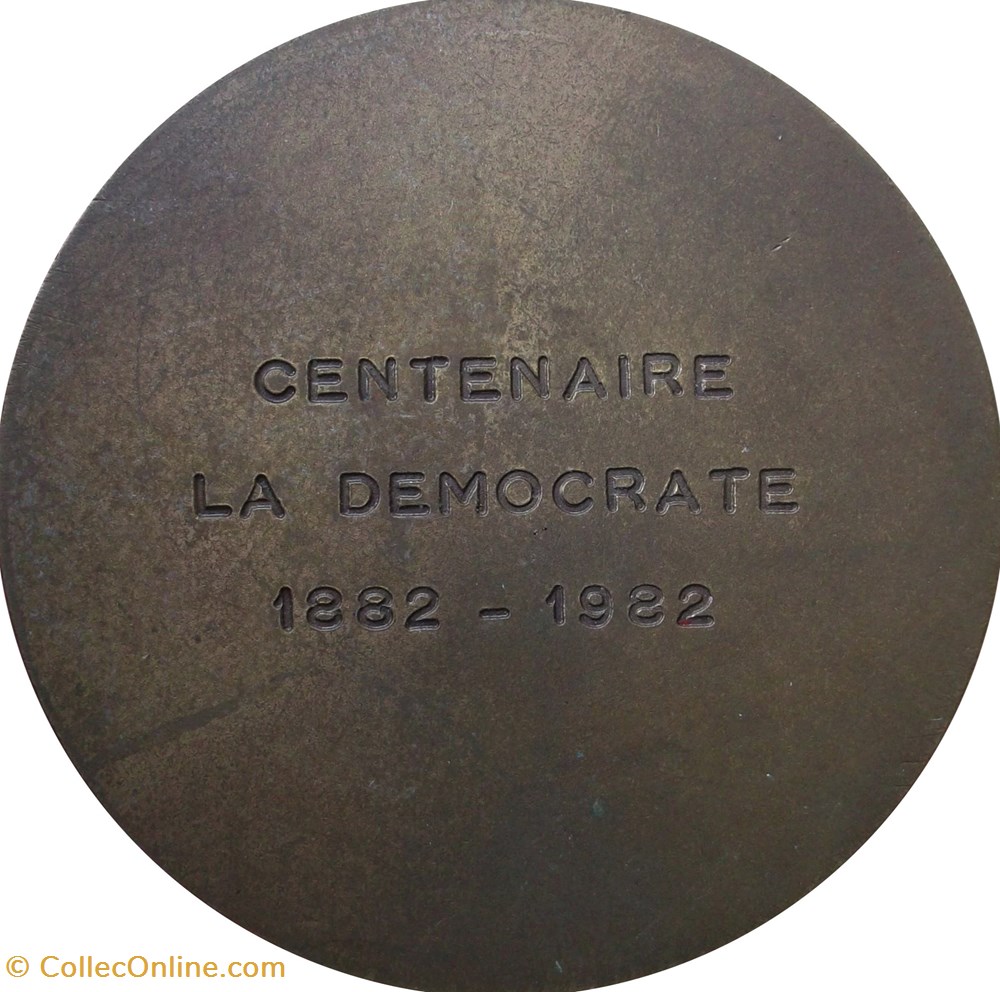 CENTENAIRE
LA DEMOCRATE
1882 - 1982
© CollecOnline.com